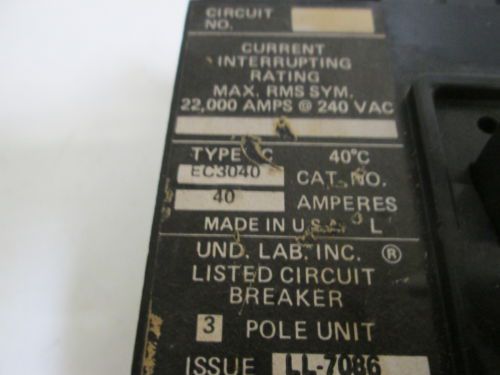 CIRCUIT
NO.
CURRENT
INTERRUPTING
RATING
MAX. RMS SYM.
22,000 AMPS @ 240 VAC
TYPE C 40°C
EC3040 CAT. NO.
40 AMPERES
MADE IN U.S.A. L
UND. LAB. INC. ®
LISTED CIRCUIT
BREAKER
3 POLE UNIT
ISSUE LL-7086